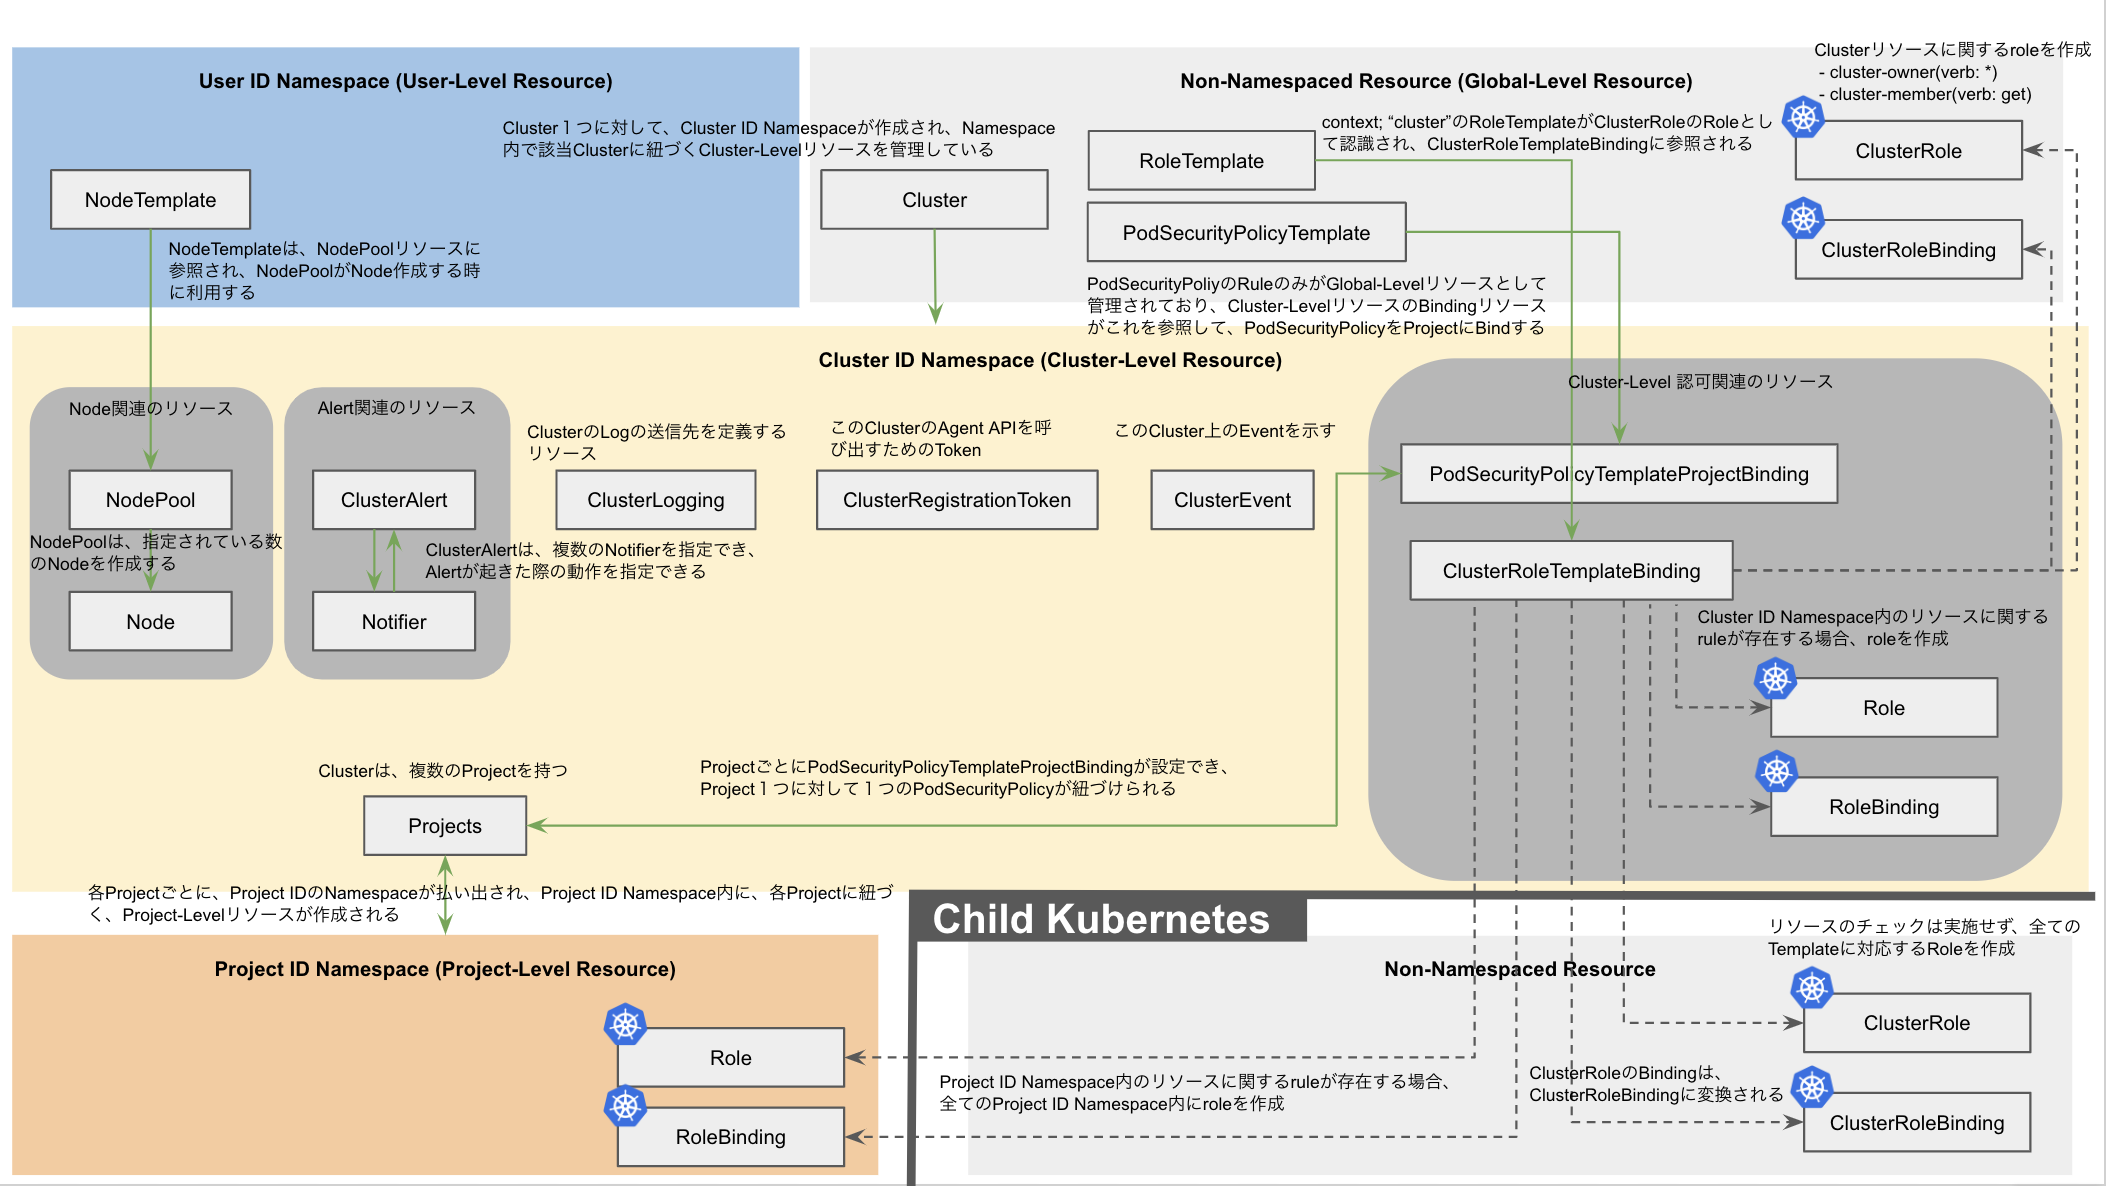 User ID Namespace (User-Level Resource)
Non-Namespaced Resource (Global-Level Resource)
Clusterリソースに関するroleを作成
- cluster-owner(verb: *)
- cluster-member(verb: get)
Cluster１つに対して、Cluster ID Namespaceが作成され、Namespace
内で該当Clusterに紐づくCluster-Levelリソースを管理している
context; “cluster”のRoleTemplateがClusterRoleのRoleとし
て認識され、ClusterRoleTemplateBindingに参照される
RoleTemplate
ClusterRole
NodeTemplate
Cluster
PodSecurityPolicyTemplate
ClusterRoleBinding
NodeTemplateは、NodePoolリソースに
参照され、NodePoolがNode作成する時
に利用する
PodSecurityPoliyのRuleのみがGlobal-Levelリソースとして
管理されており、Cluster-LevelリソースのBindingリソース
がこれを参照して、PodSecurityPolicyをProjectにBindする
Cluster ID Namespace (Cluster-Level Resource)
Node関連のリソース
Alert関連のリソース
Cluster-Level 認可関連のリソース
ClusterのLogの送信先を定義する
リソース
このClusterのAgent APIを呼
び出すためのToken
このCluster上のEventを示す
NodePool
ClusterAlert
ClusterLogging
ClusterRegistrationToken
ClusterEvent
PodSecurityPolicyTemplateProjectBinding
NodePoolは、指定されている数
のNodeを作成する
ClusterAlertは、複数のNotifierを指定でき、
Alertが起きた際の動作を指定できる
ClusterRoleTemplateBinding
Node
Notifier
Cluster ID Namespace内のリソースに関する
ruleが存在する場合、roleを作成
Role
Clusterは、複数のProjectを持つ
ProjectごとにPodSecurityPolicyTemplateProjectBindingが設定でき、
Project１つに対して１つのPodSecurityPolicyが紐づけられる
RoleBinding
Projects
各Projectごとに、Project IDのNamespaceが払い出され、Project ID Namespace内に、各Projectに紐づ
く、Project-Levelリソースが作成される
Child Kubernetes
リソースのチェックは実施せず、全ての
Templateに対応するRoleを作成
Project ID Namespace (Project-Level Resource)
Non-Namespaced Resource
ClusterRole
Role
Project ID Namespace内のリソースに関するruleが存在する場合、
全てのProject ID Namespace内にroleを作成
ClusterRoleのBindingは、
ClusterRoleBindingに変換される
RoleBinding
ClusterRoleBinding